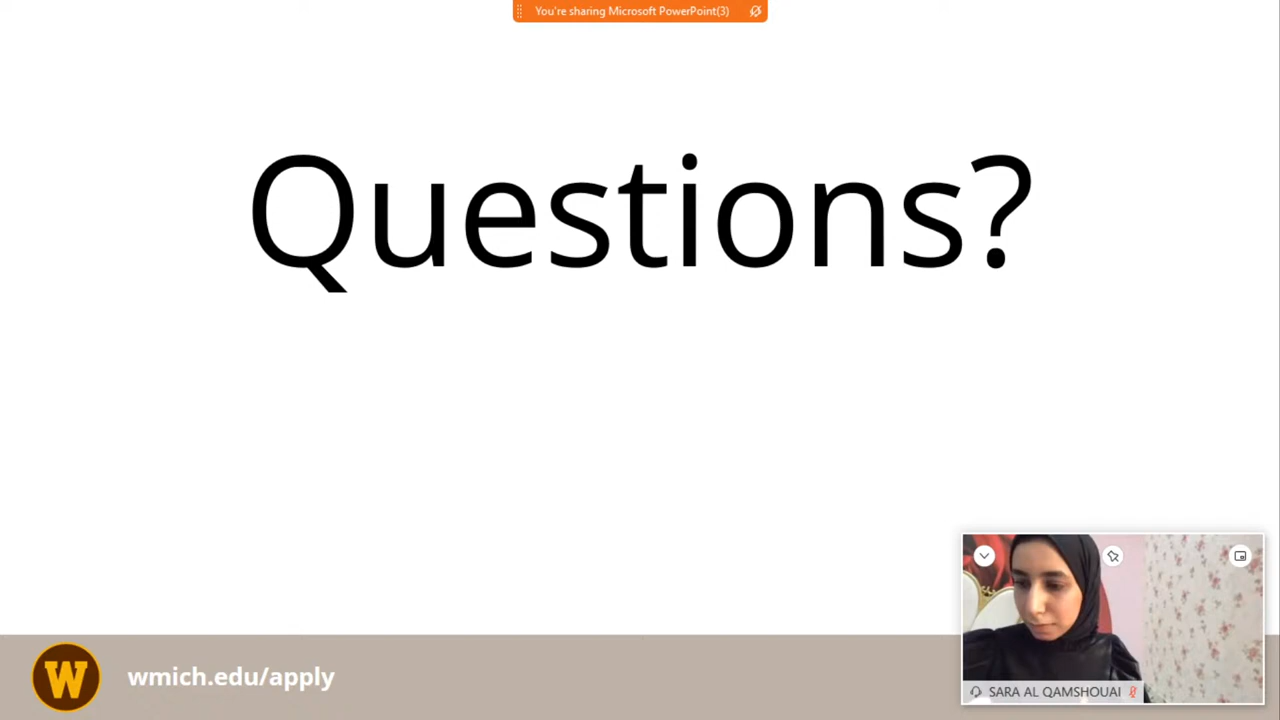 You're sharing Microsoft PowerPoint(3)
Questions?
W
wmich.edu/apply
SARA AL QAMSHOUAI